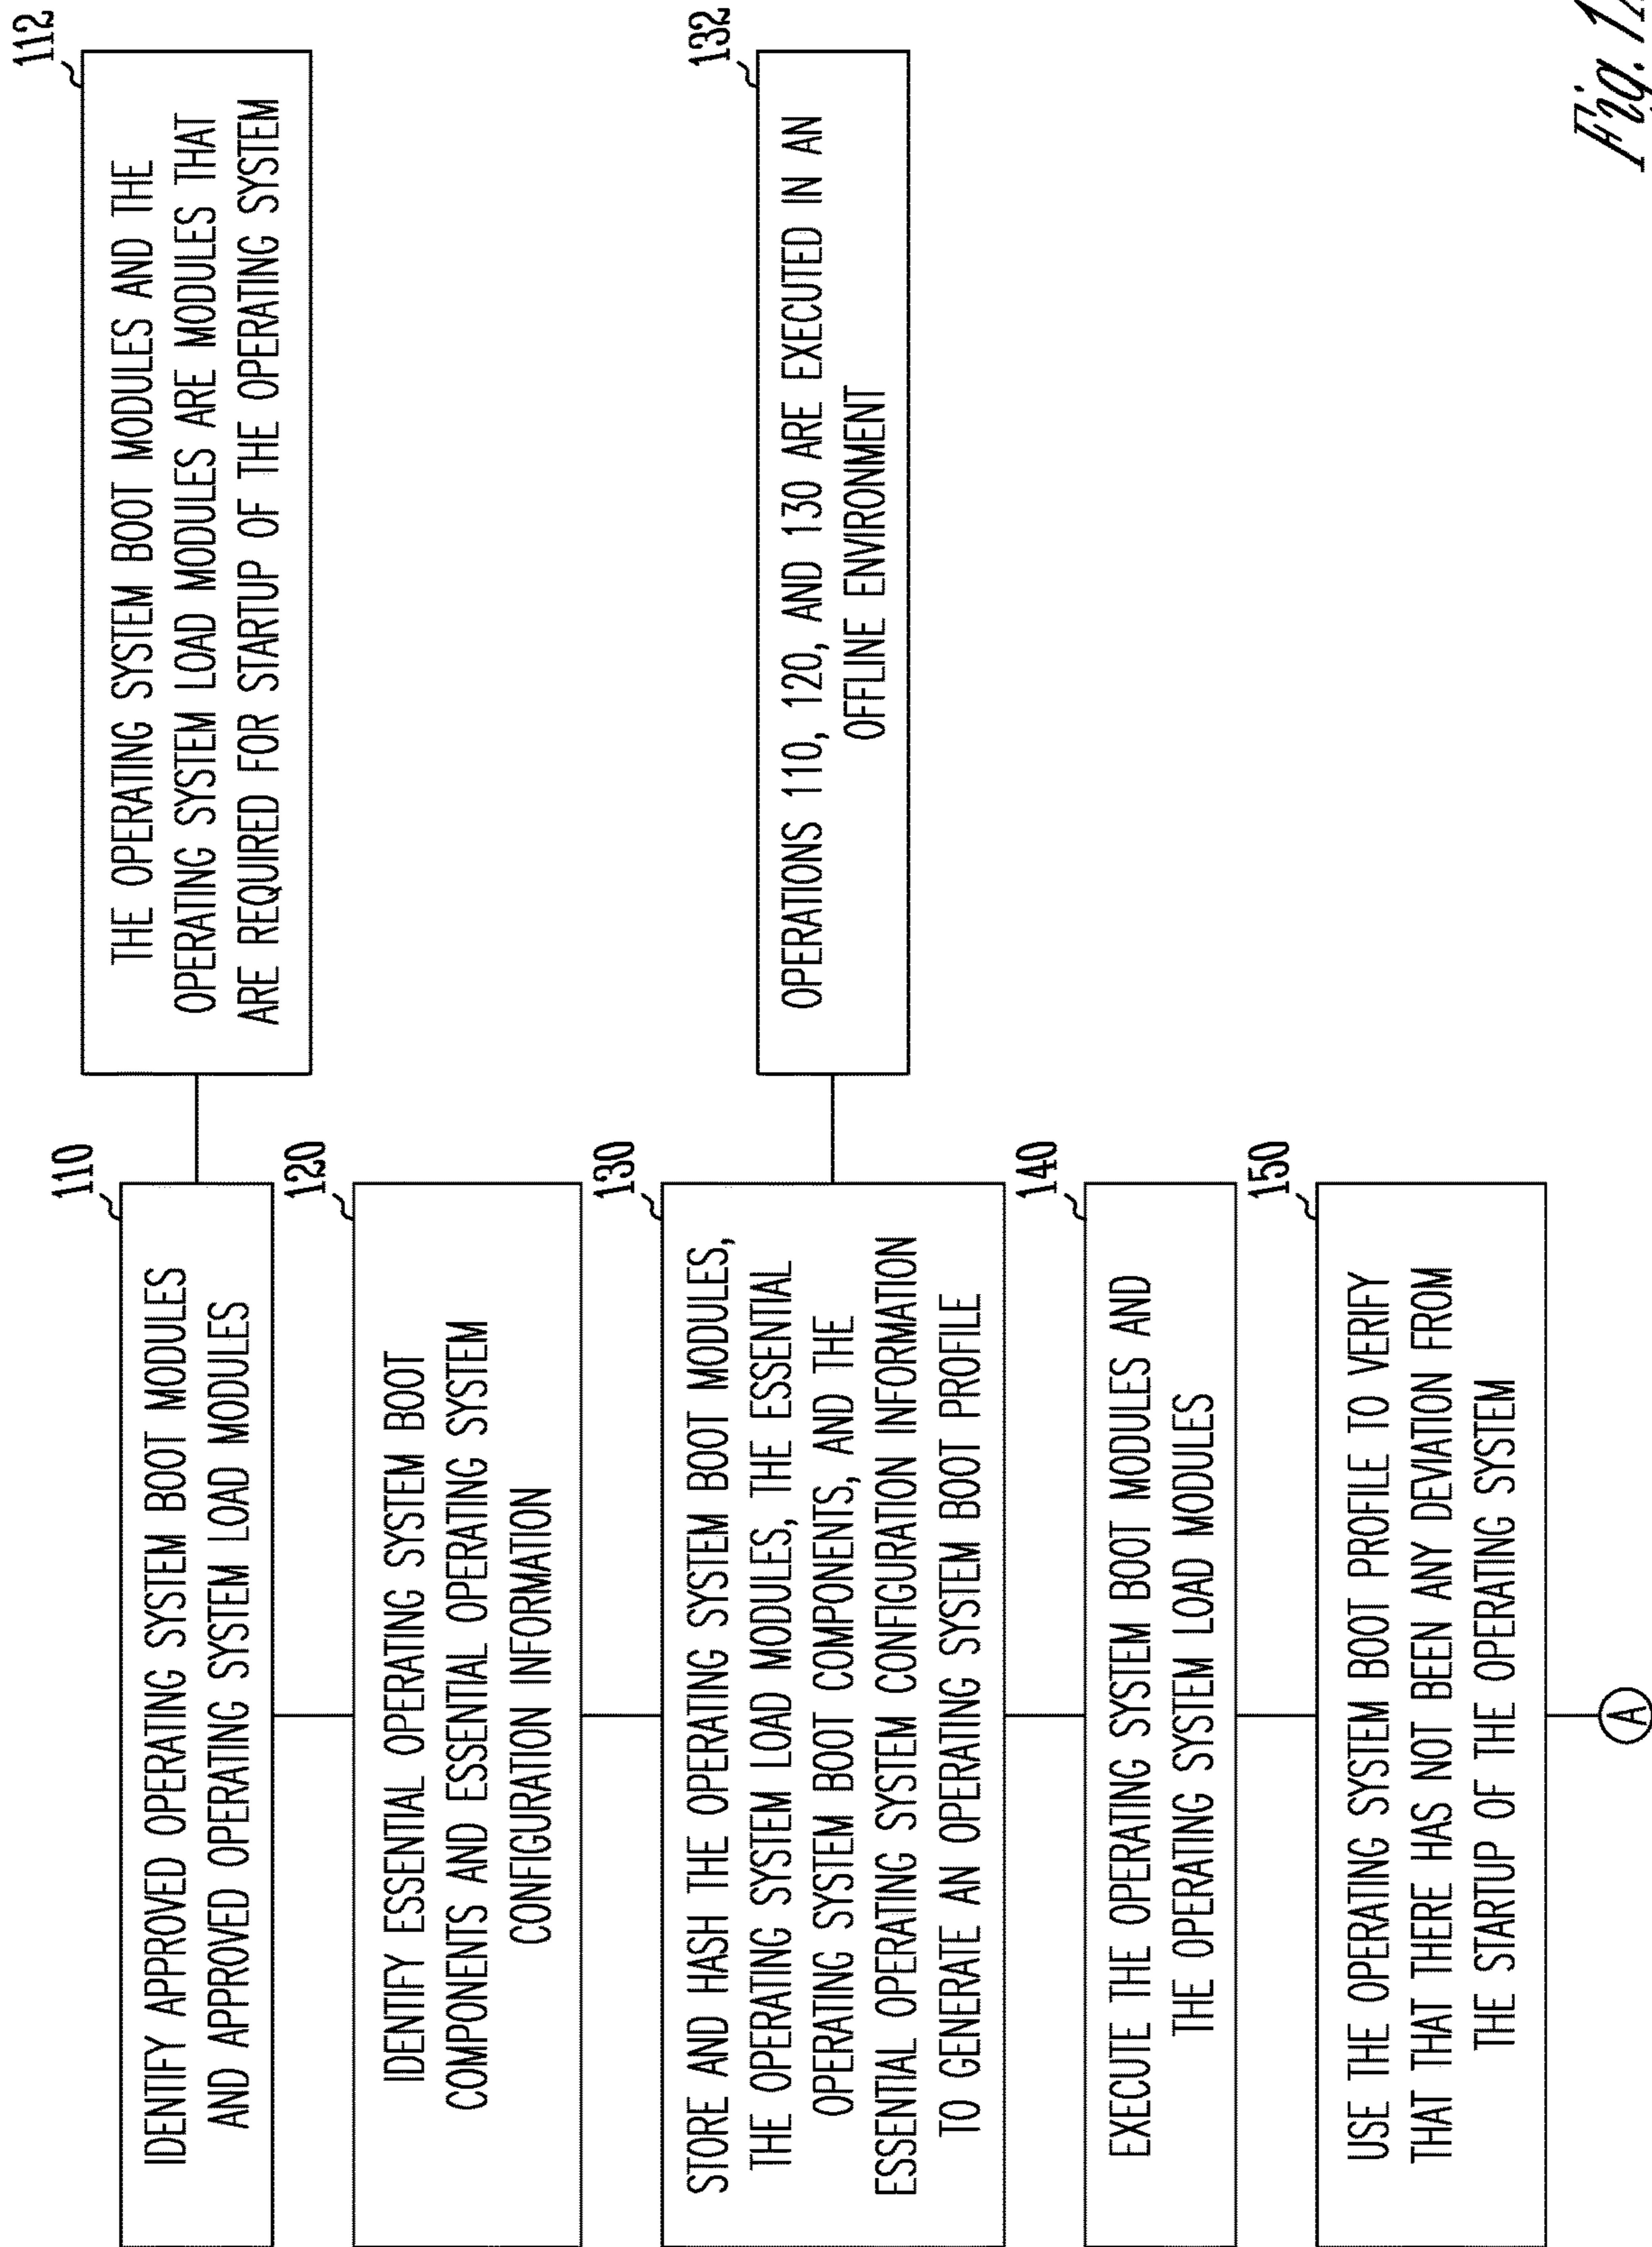 110
IDENTIFY APPROVED OPERATING SYSTEM BOOT MODULES
AND APPROVED OPERATING SYSTEM LOAD MODULES
112
THE OPERATING SYSTEM BOOT MODULES AND THE
OPERATING SYSTEM LOAD MODULES ARE MODULES THAT
ARE REQUIRED FOR STARTUP OF THE OPERATING SYSTEM
120
IDENTIFY ESSENTIAL OPERATING SYSTEM BOOT
COMPONENTS AND ESSENTIAL OPERATING SYSTEM
CONFIGURATION INFORMATION
130
STORE AND HASH THE OPERATING SYSTEM BOOT MODULES,
THE OPERATING SYSTEM LOAD MODULES, THE ESSENTIAL
OPERATING SYSTEM BOOT COMPONENTS, AND THE
ESSENTIAL OPERATING SYSTEM CONFIGURATION INFORMATION
TO GENERATE AN OPERATING SYSTEM BOOT PROFILE
132
OPERATIONS 110, 120, AND 130 ARE EXECUTED IN AN
OFFLINE ENVIRONMENT
140
EXECUTE THE OPERATING SYSTEM BOOT MODULES AND
THE OPERATING SYSTEM LOAD MODULES
150
USE THE OPERATING SYSTEM BOOT PROFILE TO VERIFY
THAT THAT THERE HAS NOT BEEN ANY DEVIATION FROM
THE STARTUP OF THE OPERATING SYSTEM
A
Fig.